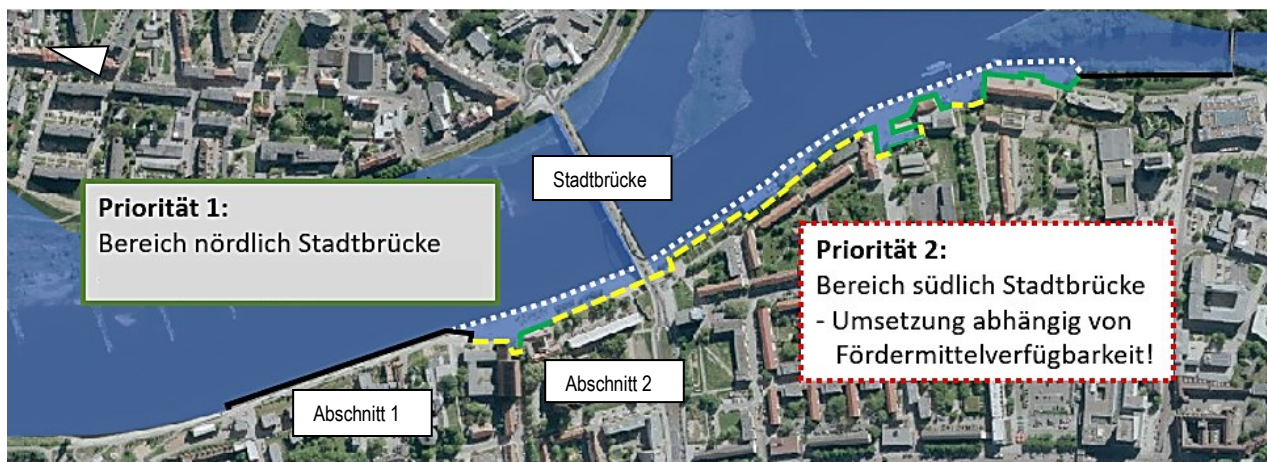 Stadtbrücke
Priorität 1:
Bereich nördlich Stadtbrücke
Priorität 2:
Bereich südlich Stadtbrücke
- Umsetzung abhängig von
Fördermittelverfügbarkeit!
Abschnitt 2
Abschnitt 1